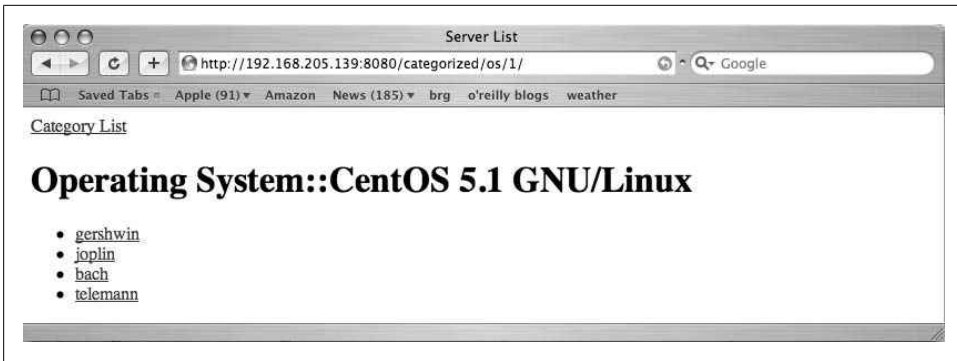 Server List
http://192.168.205.139:8080/categorized/os/1/
Google
Saved Tabs Apple (91) Amazon News (185) brg o'reilly blogs weather
Category List
Operating System::CentOS 5.1 GNU/Linux
gershwin
joplin
bach
telemann